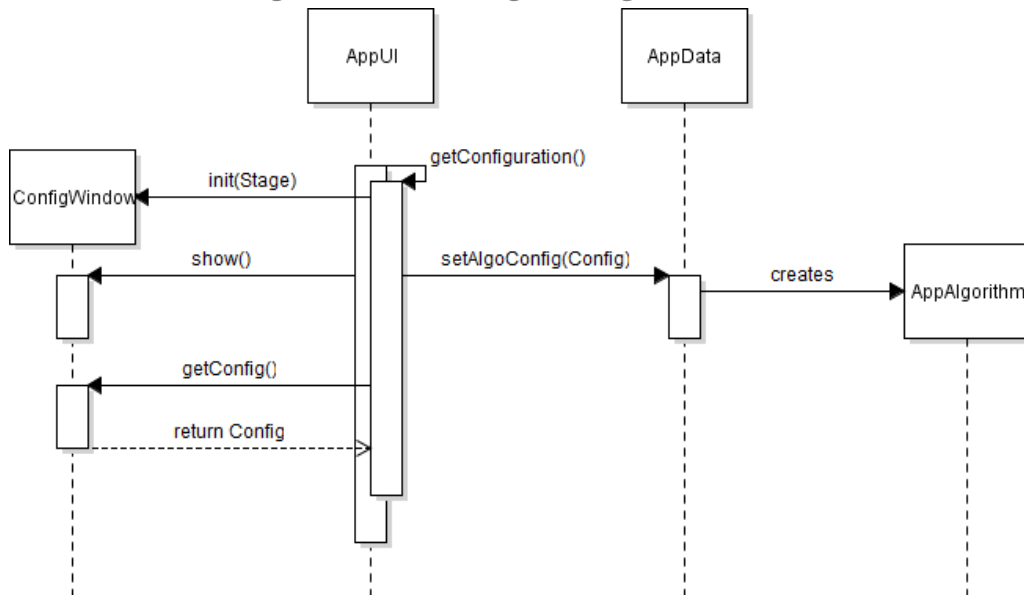 AppUI
AppData
getConfiguration()
ConfigWindow
init(Stage)
show()
setAlgoConfig(Config)
creates
AppAlgorithm
getConfig()
return Config